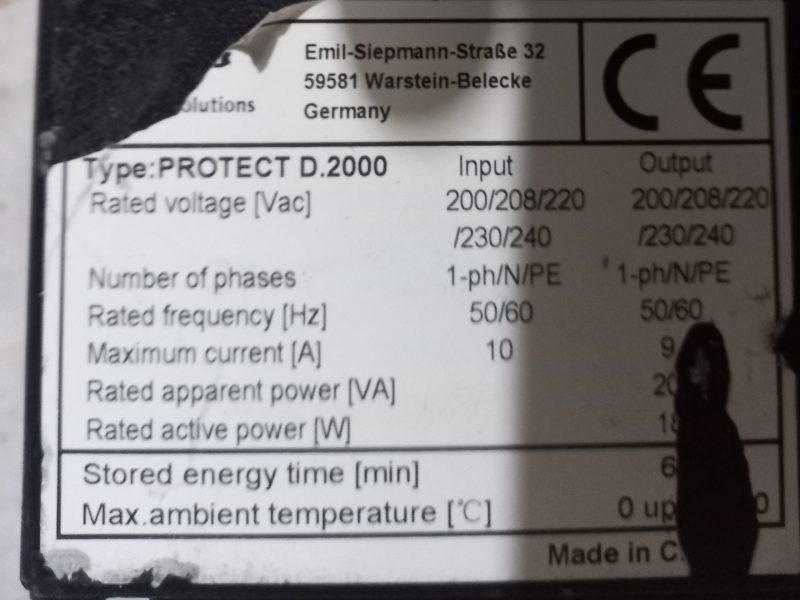 Emil-Siepmann-Straße 32
59581 Warstein-Belecke
Germany
CE
Type:PROTECT D.2000 Input Output
Rated voltage [Vac] 200/208/220 200/208/220
/230/240 /230/240
Number of phases 1-ph/N/PE 1-ph/N/PE
Rated frequency [Hz] 50/60 50/60
Maximum current [A] 10 9
Rated apparent power [VA]
Rated active power [W]
Stored energy time [min] 6
Max.ambient temperature [℃] 0 up
Made in